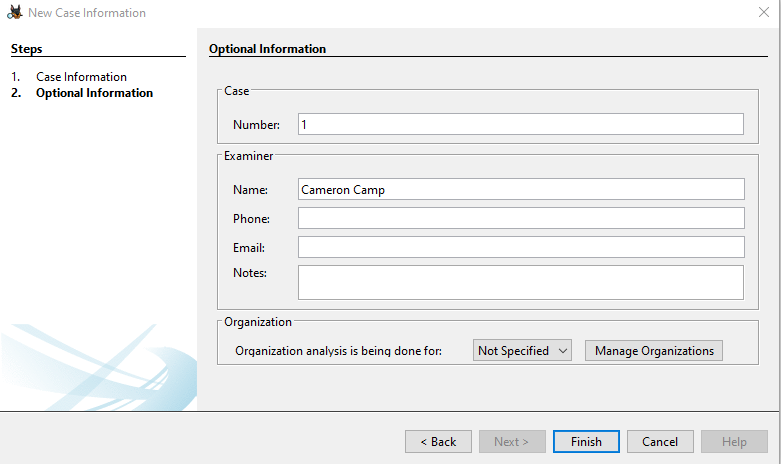 New Case Information
Steps
1. Case Information
2. Optional Information
Optional Information
Case
Number: 1
Examiner
Name: Cameron Camp
Phone:
Email:
Notes:
Organization
Organization analysis is being done for: Not Specified Manage Organizations
< Back Next > Finish Cancel Help